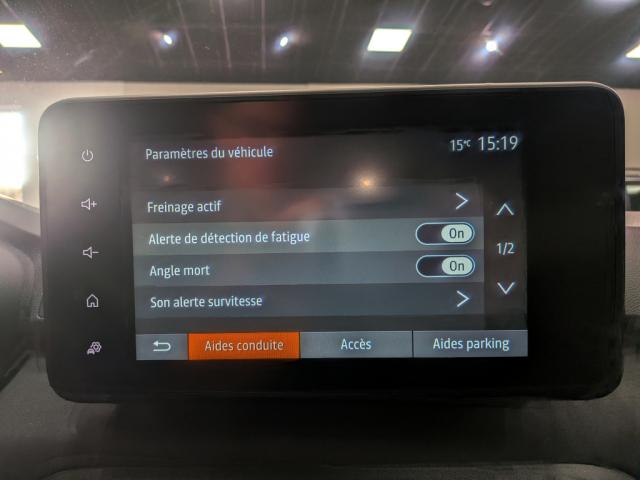 Paramètres du véhicule
15°C 15:19
Freinage actif
Alerte de détection de fatigue On
Angle mort On
1/2
Son alerte survitesse
Aides conduite Accès Aides parking